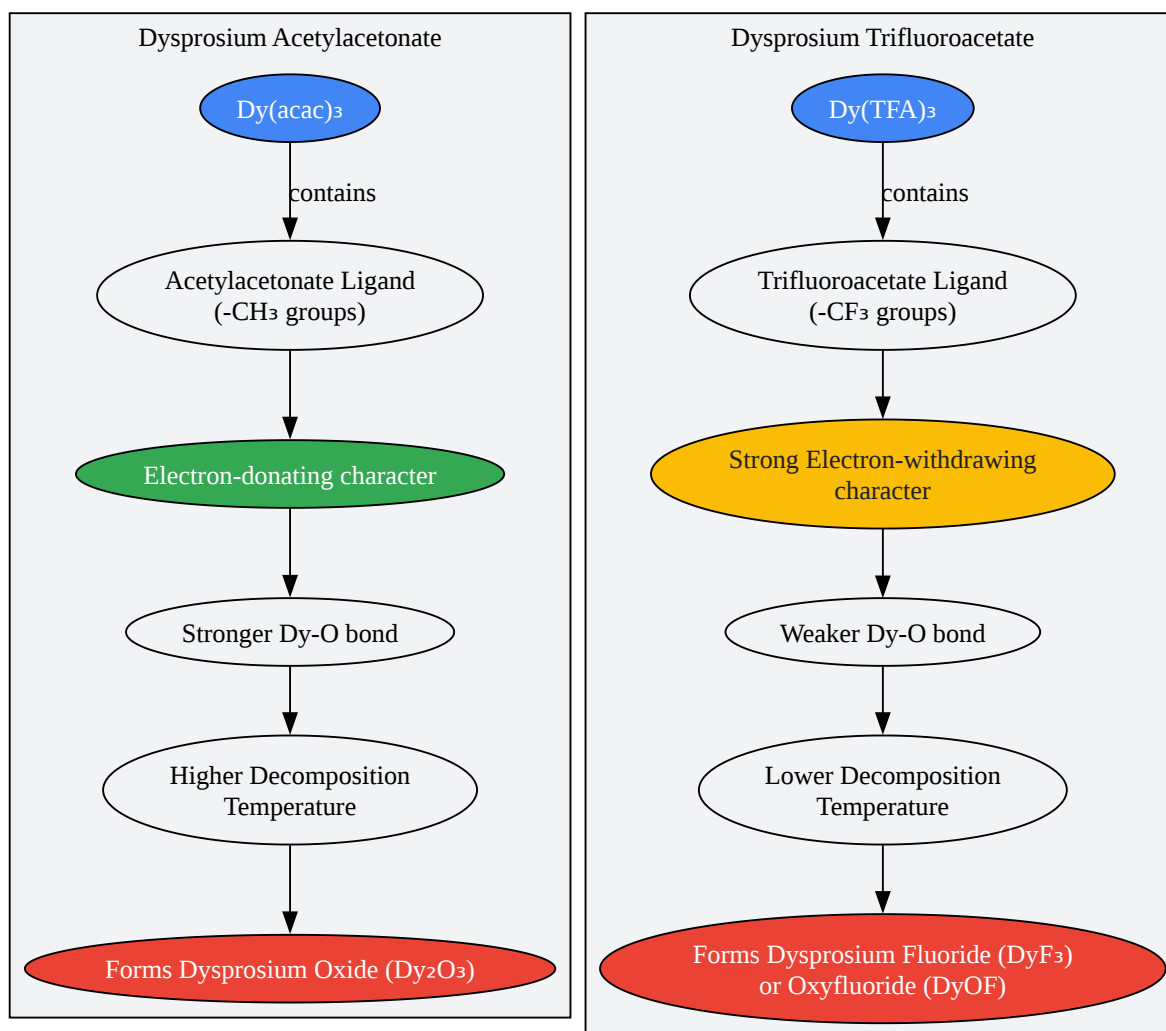 Dysprosium Acetylacetonate
Dy(acac)₃
contains
Acetylacetonate Ligand
(-CH₃ groups)
Electron-donating character
Stronger Dy-O bond
Higher Decomposition
Temperature
Forms Dysprosium Oxide (Dy₂O₃)
Dysprosium Trifluoroacetate
Dy(TFA)₃
contains
Trifluoroacetate Ligand
(-CF₃ groups)
Strong Electron-withdrawing
character
Weaker Dy-O bond
Lower Decomposition
Temperature
Forms Dysprosium Fluoride (DyF₃)
or Oxyfluoride (DyOF)